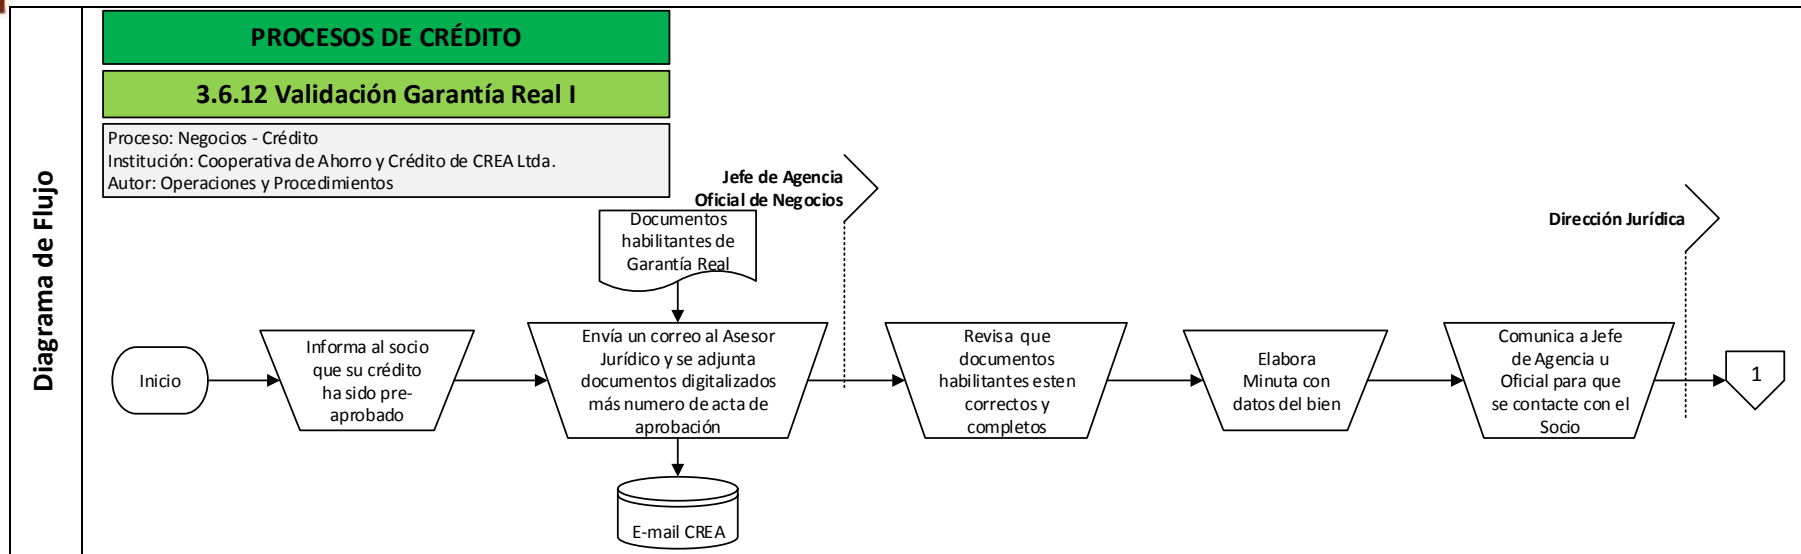 Diagrama de Flujo
PROCESOS DE CRÉDITO
3.6.12 Validación Garantía Real I
Proceso: Negocios - Crédito
Institución: Cooperativa de Ahorro y Crédito de CREA Ltda.
Autor: Operaciones y Procedimientos
Jefe de Agencia
Oficial de Negocios
Dirección Jurídica
Documentos
habilitantes de
Garantía Real
Inicio
Informa al socio
que su crédito
ha sido pre-
aprobado
Envía un correo al Asesor
Jurídico y se adjunta
documentos digitalizados
más numero de acta de
aprobación
Revisa que
documentos
habilitantes esten
correctos y
completos
Elabora
Minuta con
datos del bien
Comunica a Jefe
de Agencia u
Oficial para que
se contacte con el
Socio
1
E-mail CREA